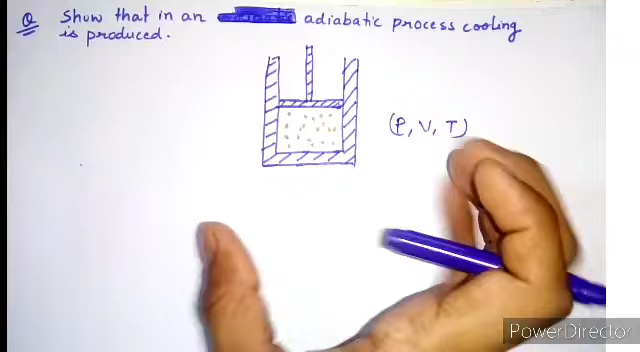 Q Show that in an adiabatic process cooling
is produced.
(P, V, T)
PowerDirector